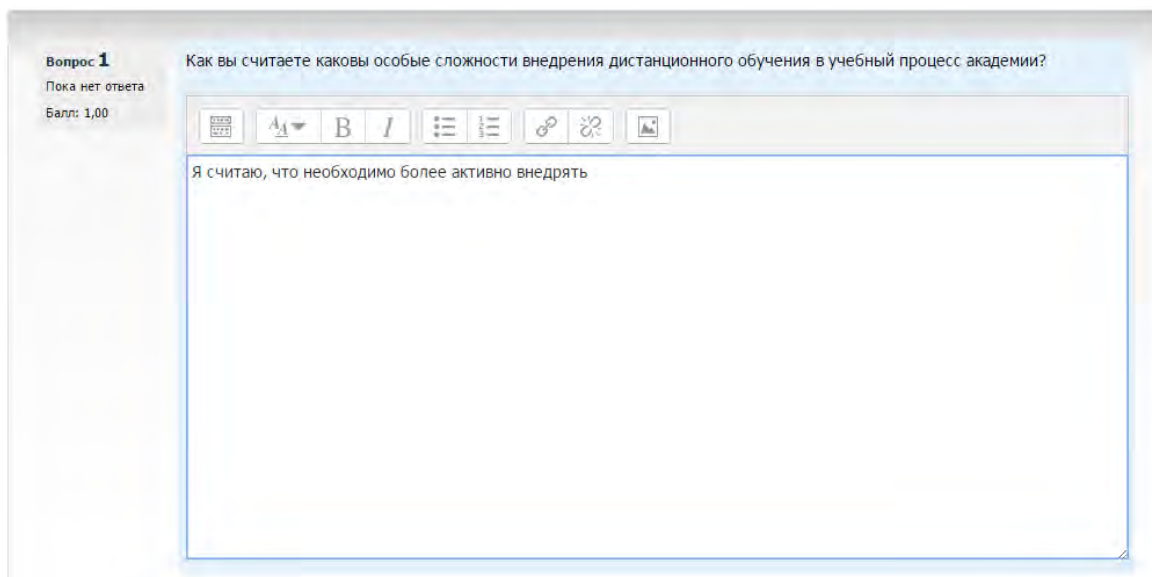 Вопрос 1
Пока нет ответа
Балл: 1,00
Как вы считаете каковы особые сложности внедрения дистанционного обучения в учебный процесс академии?
Я считаю, что необходимо более активно внедрять